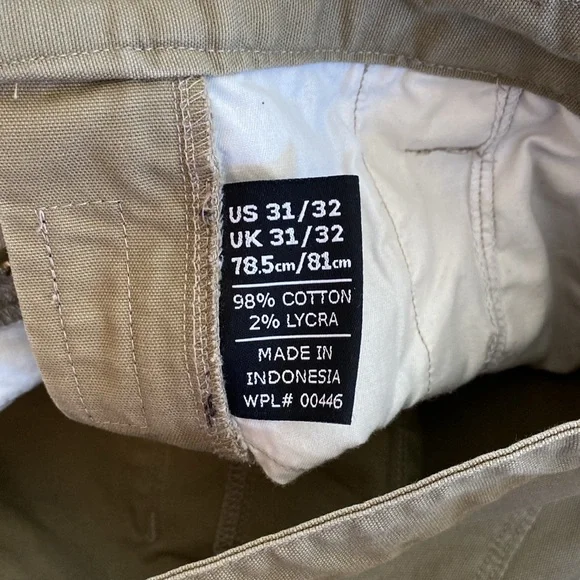 US 31/32
UK 31/32
78.5cm/81cm
98% COTTON
2% LYCRA
MADE IN
INDONESIA
WPL# 00446